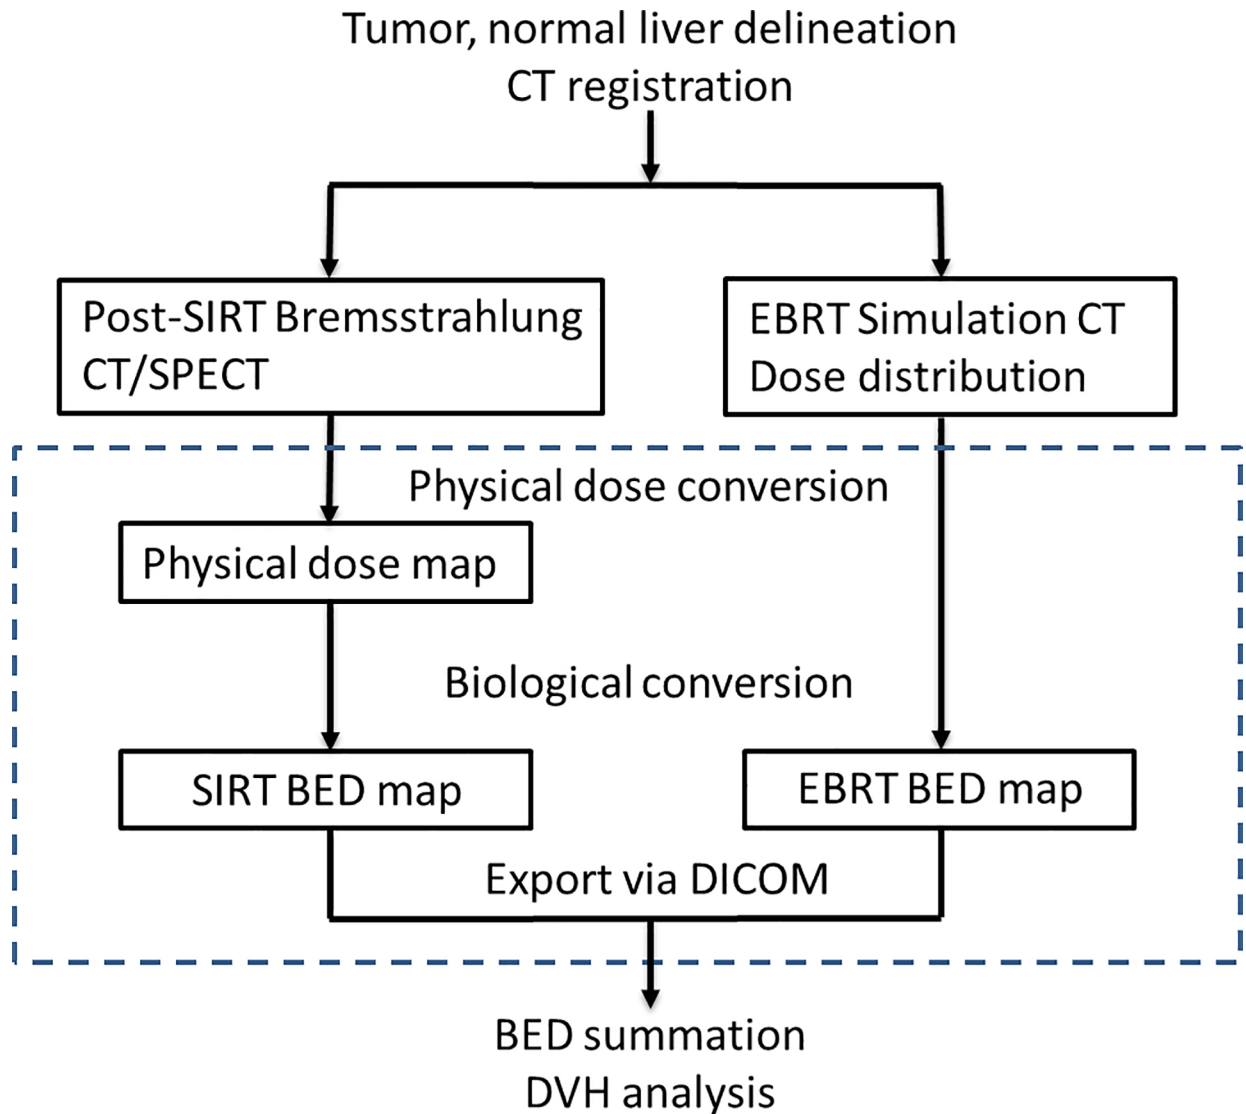 Tumor, normal liver delineation
CT registration
Post-SIRT Bremsstrahlung
CT/SPECT
EBRT Simulation CT
Dose distribution
Physical dose conversion
Physical dose map
Biological conversion
SIRT BED map
EBRT BED map
Export via DICOM
BED summation
DVH analysis